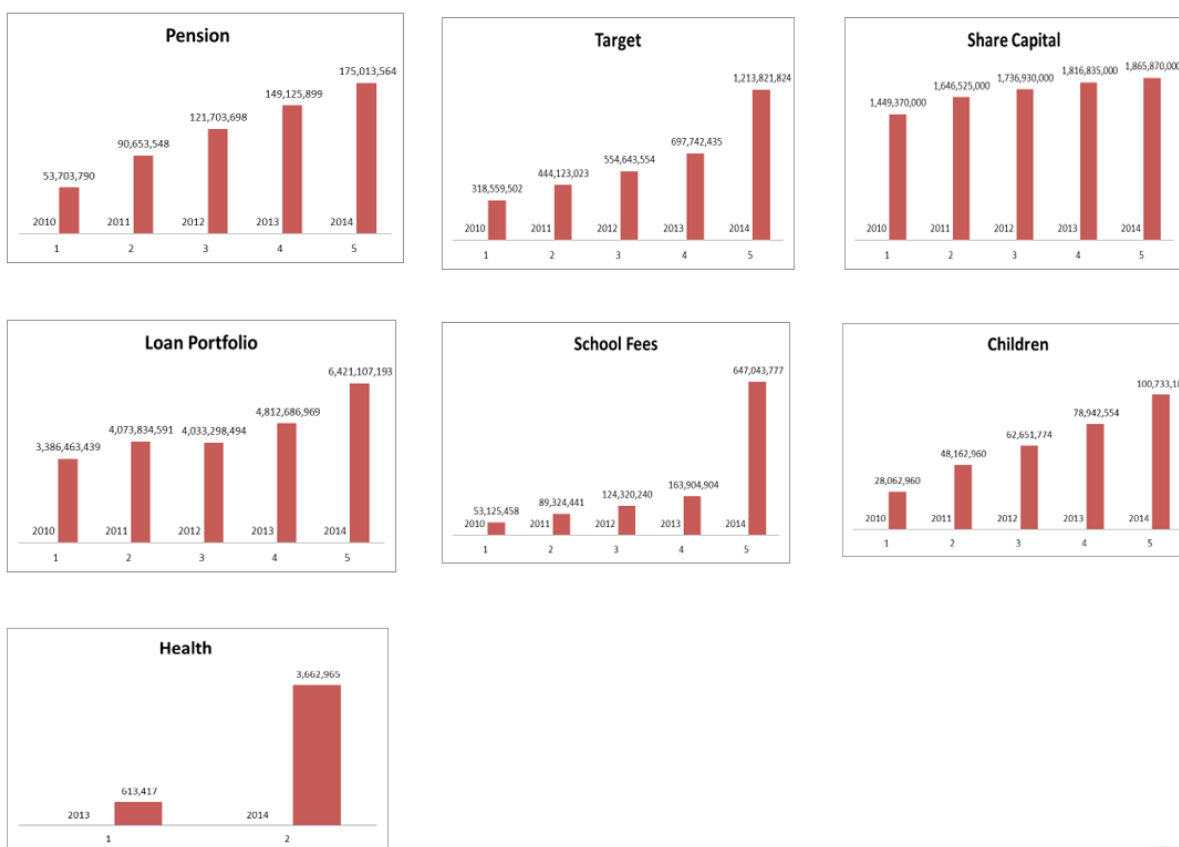 Pension
175,013,564
149,125,899
121,703,698
90,653,548
53,703,790
2010 2011 2012 2013 2014
1 2 3 4 5
Target
1,213,821,824
697,742,435
554,643,554
444,123,023
318,559,502
2010 2011 2012 2013 2014
1 2 3 4 5
Share Capital
1,449,370,000 1,646,525,000 1,736,930,000 1,816,835,000 1,865,870,000
2010 2011 2012 2013 2014
1 2 3 4 5
Loan Portfolio
6,421,107,193
4,812,686,969
3,386,463,439 4,073,834,591 4,033,298,494
2010 2011 2012 2013 2014
1 2 3 4 5
School Fees
647,043,777
53,125,458 89,324,441 124,320,240 163,904,904
2010 2011 2012 2013 2014
1 2 3 4 5
Children
78,942,554
62,651,774
48,162,960
28,062,960
2010 2011 2012 2013 2014
1 2 3 4 5
Health
3,662,965
613,417
2013 2014
1 2